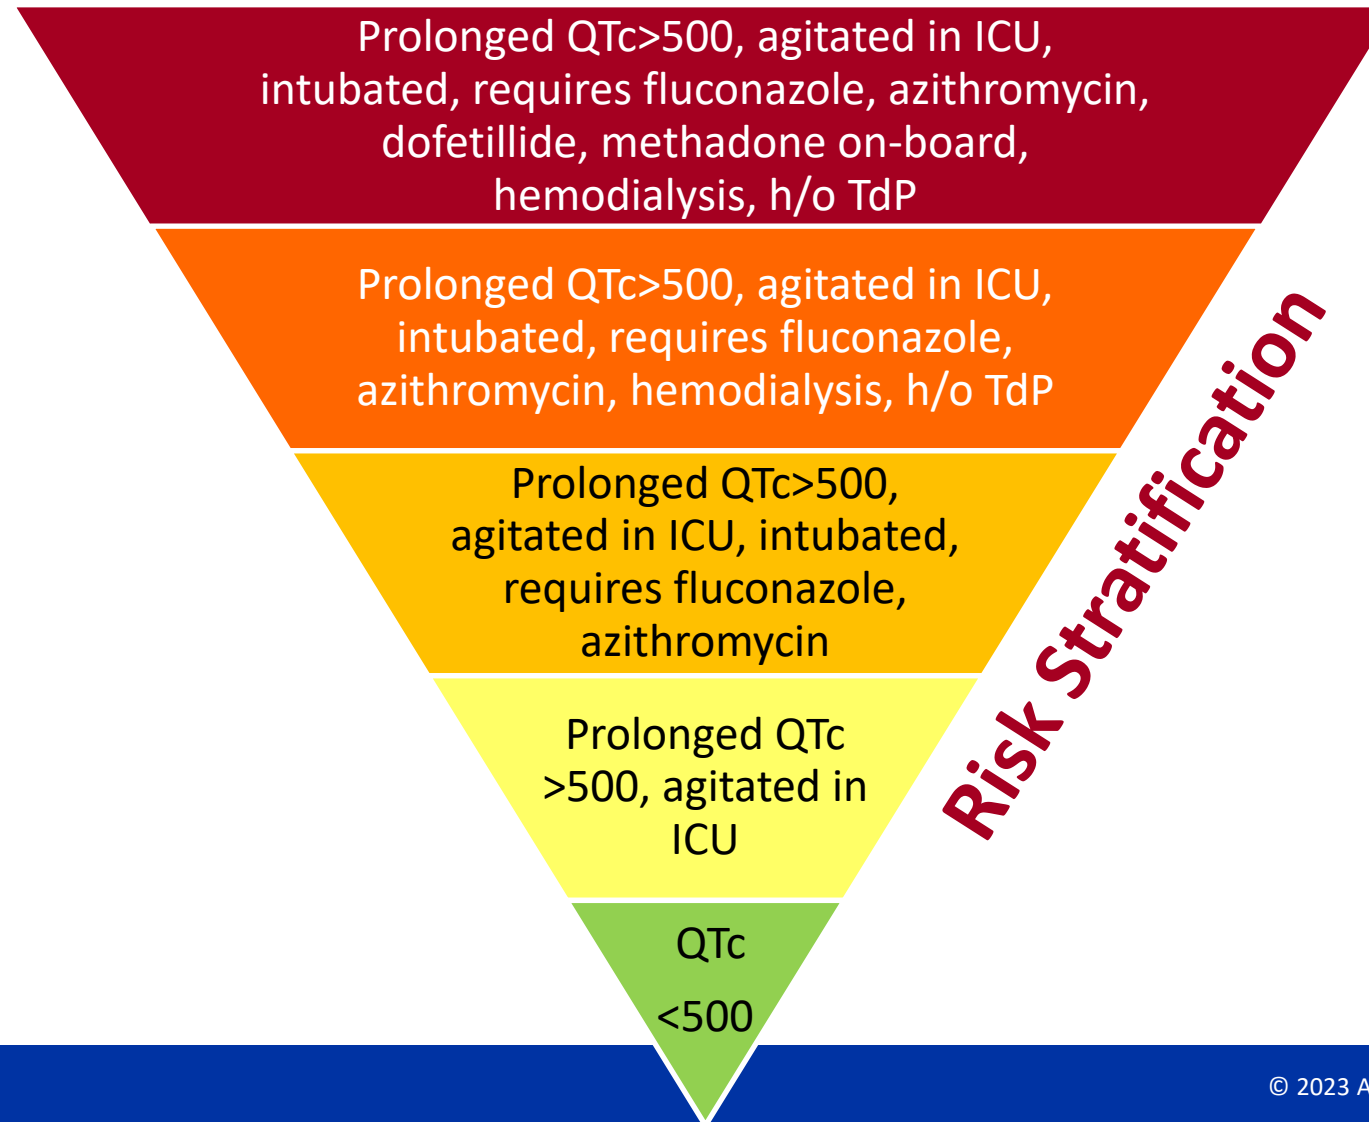 Prolonged QTc>500, agitated in ICU,
intubated, requires fluconazole, azithromycin,
dofetillide, methadone on-board,
hemodialysis, h/o TdP
Prolonged QTc>500, agitated in ICU,
intubated, requires fluconazole,
azithromycin, hemodialysis, h/o TdP
Prolonged QTc>500,
agitated in ICU, intubated,
requires fluconazole,
azithromycin
Prolonged QTc
>500, agitated in
ICU
QTc
<500
Risk Stratification
© 2023 A